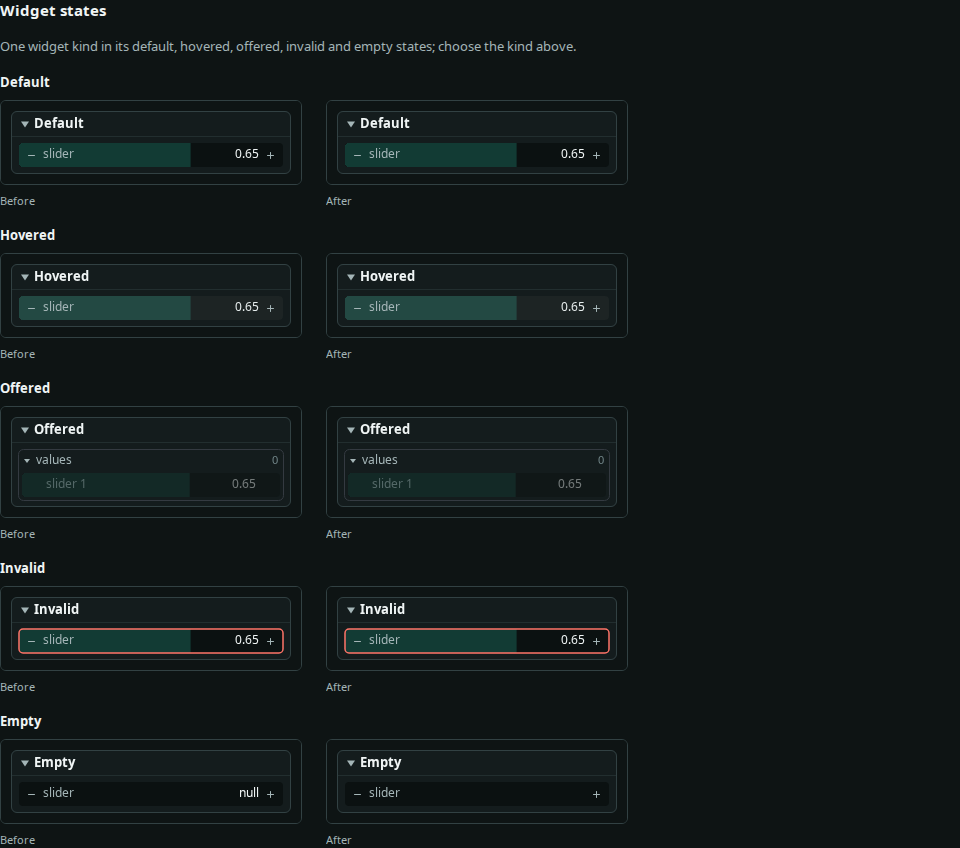 Widget states
One widget kind in its default, hovered, offered, invalid and empty states; choose the kind above.
Default
Default
Default
– slider 0.65 +
– slider 0.65 +
Before
After
Hovered
Hovered
Hovered
– slider 0.65 +
– slider 0.65 +
Before
After
Offered
Offered
Offered
values 0
values 0
slider 1 0.65
slider 1 0.65
Before
After
Invalid
Invalid
Invalid
– slider 0.65 +
– slider 0.65 +
Before
After
Empty
Empty
Empty
– slider null +
– slider +
Before
After